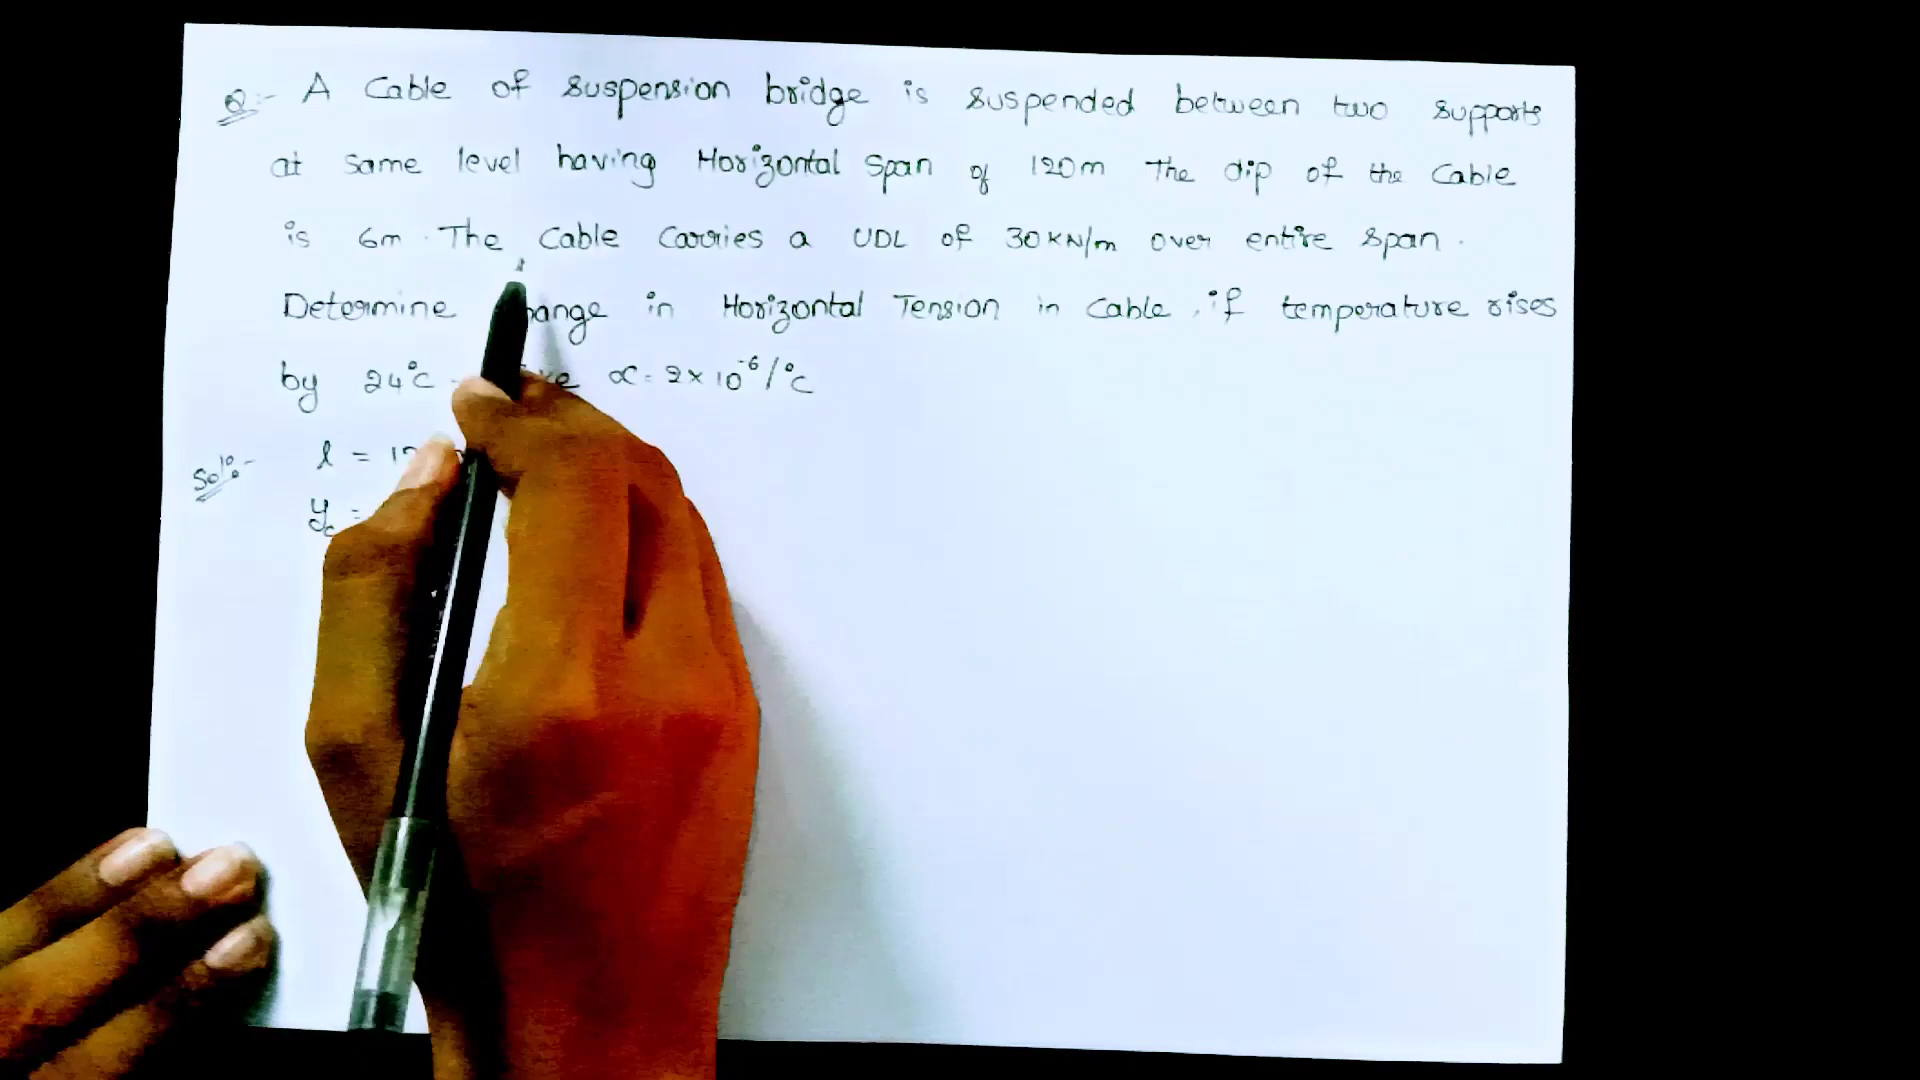 Q:- A Cable of suspension bridge is suspended between two supports
at same level having Horizontal span of 120m The dip of the Cable
is 6m. The Cable Carries a UDL of 30KN/m over entire span.
Determine in Horizontal Tension in Cable, if temperature rises
by 24°C α = 2×10⁻⁶/°C
Sol:- l =
y_c =